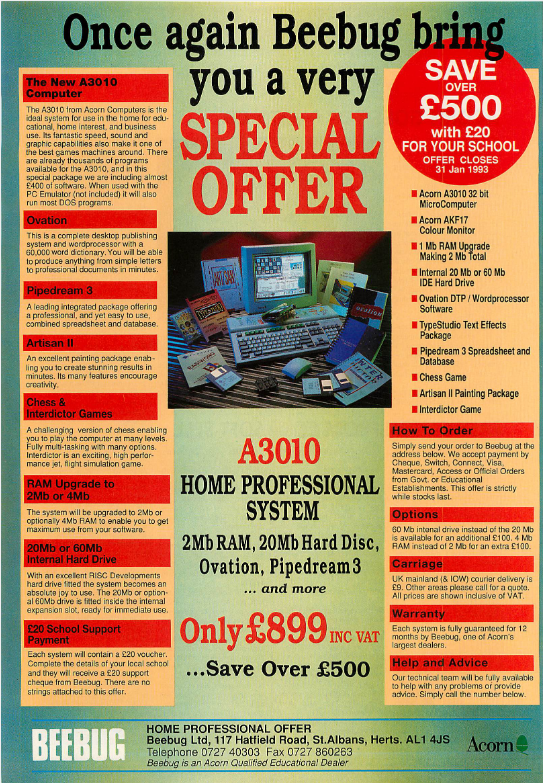 Once again Beebug bring
you a very
SPECIAL
OFFER
SAVE
OVER
£500
with £20
FOR YOUR SCHOOL
OFFER CLOSES
31 Jan 1993
The New A3010
Computer
The A3010 from Acorn Computers is the
ideal system for use in the home for edu-
cational, home interest, and business
use. Its fantastic speed, sound and
graphic capabilities also make it one of
the best games machines around. There
are already thousands of programs
available for the A3010, and in this
special package we are including almost
£400 of software. When used with the
PC Emulator (not included) it will also
run most DOS programs.
Ovation
This is a complete desktop publishing
system and wordprocessor with a
60,000 word dictionary. You will be able
to produce anything from simple letters
to professional documents in minutes.
Pipedream 3
A leading integrated package offering
a professional, and yet easy to use,
combined spreadsheet and database.
Artisan II
An excellent painting package enab-
ling you to create stunning results in
minutes. Its many features encourage
creativity.
Chess &
Interdictor Games
A challenging version of chess enabling
you to play the computer at many levels.
Fully multi-tasking with many options.
Interdictor is an exciting, high perfor-
mance jet, flight simulation game.
RAM Upgrade to
2Mb or 4Mb
The system will be upgraded to 2Mb or
optionally 4Mb RAM to enable you to get
maximum use from your software.
20Mb or 60Mb
Internal Hard Drive
With an excellent RISC Developments
hard drive fitted the system becomes an
absolute joy to use. The 20Mb or option-
al 60Mb drive is fitted inside the internal
expansion slot, ready for immediate use.
£20 School Support
Payment
Each system will contain a £20 voucher.
Complete the details of your local school
and they will receive a £20 support
cheque from Beebug. There are no
strings attached to this offer.
A3010
HOME PROFESSIONAL
SYSTEM
2Mb RAM, 20Mb Hard Disc,
Ovation, Pipedream3
... and more
Only £899 INC VAT
...Save Over £500
Acorn A3010 32 bit
MicroComputer
Acorn AKF17
Colour Monitor
1 Mb RAM Upgrade
Making 2 Mb Total
Internal 20 Mb or 60 Mb
IDE Hard Drive
Ovation DTP / Wordprocessor
Software
TypeStudio Text Effects
Package
Pipedream 3 Spreadsheet and
Database
Chess Game
Artisan II Painting Package
Interdictor Game
How To Order
Simply send your order to Beebug at the
address below. We accept payment by
Cheque, Switch, Connect, Visa,
Mastercard, Access or Official Orders
from Govt. or Educational
Establishments. This offer is strictly
while stocks last.
Options
60 Mb intenal drive instead of the 20 Mb
is available for an additional £100. 4 Mb
RAM instead of 2 Mb for an extra £100.
Carriage
UK mainland (& IOW) courier delivery is
£9. Other areas please call for a quote.
All prices are shown inclusive of VAT.
Warranty
Each system is fully guaranteed for 12
months by Beebug, one of Acorn's
largest dealers.
Help and Advice
Our technical team will be fully available
to help with any problems or provide
advice. Simply call the number below.
BEEBUG
HOME PROFESSIONAL OFFER
Beebug Ltd, 117 Hatfield Road, St.Albans, Herts. AL1 4JS
Telephone 0727 40303 Fax 0727 860263
Beebug is an Acorn Qualified Educational Dealer
Acorn